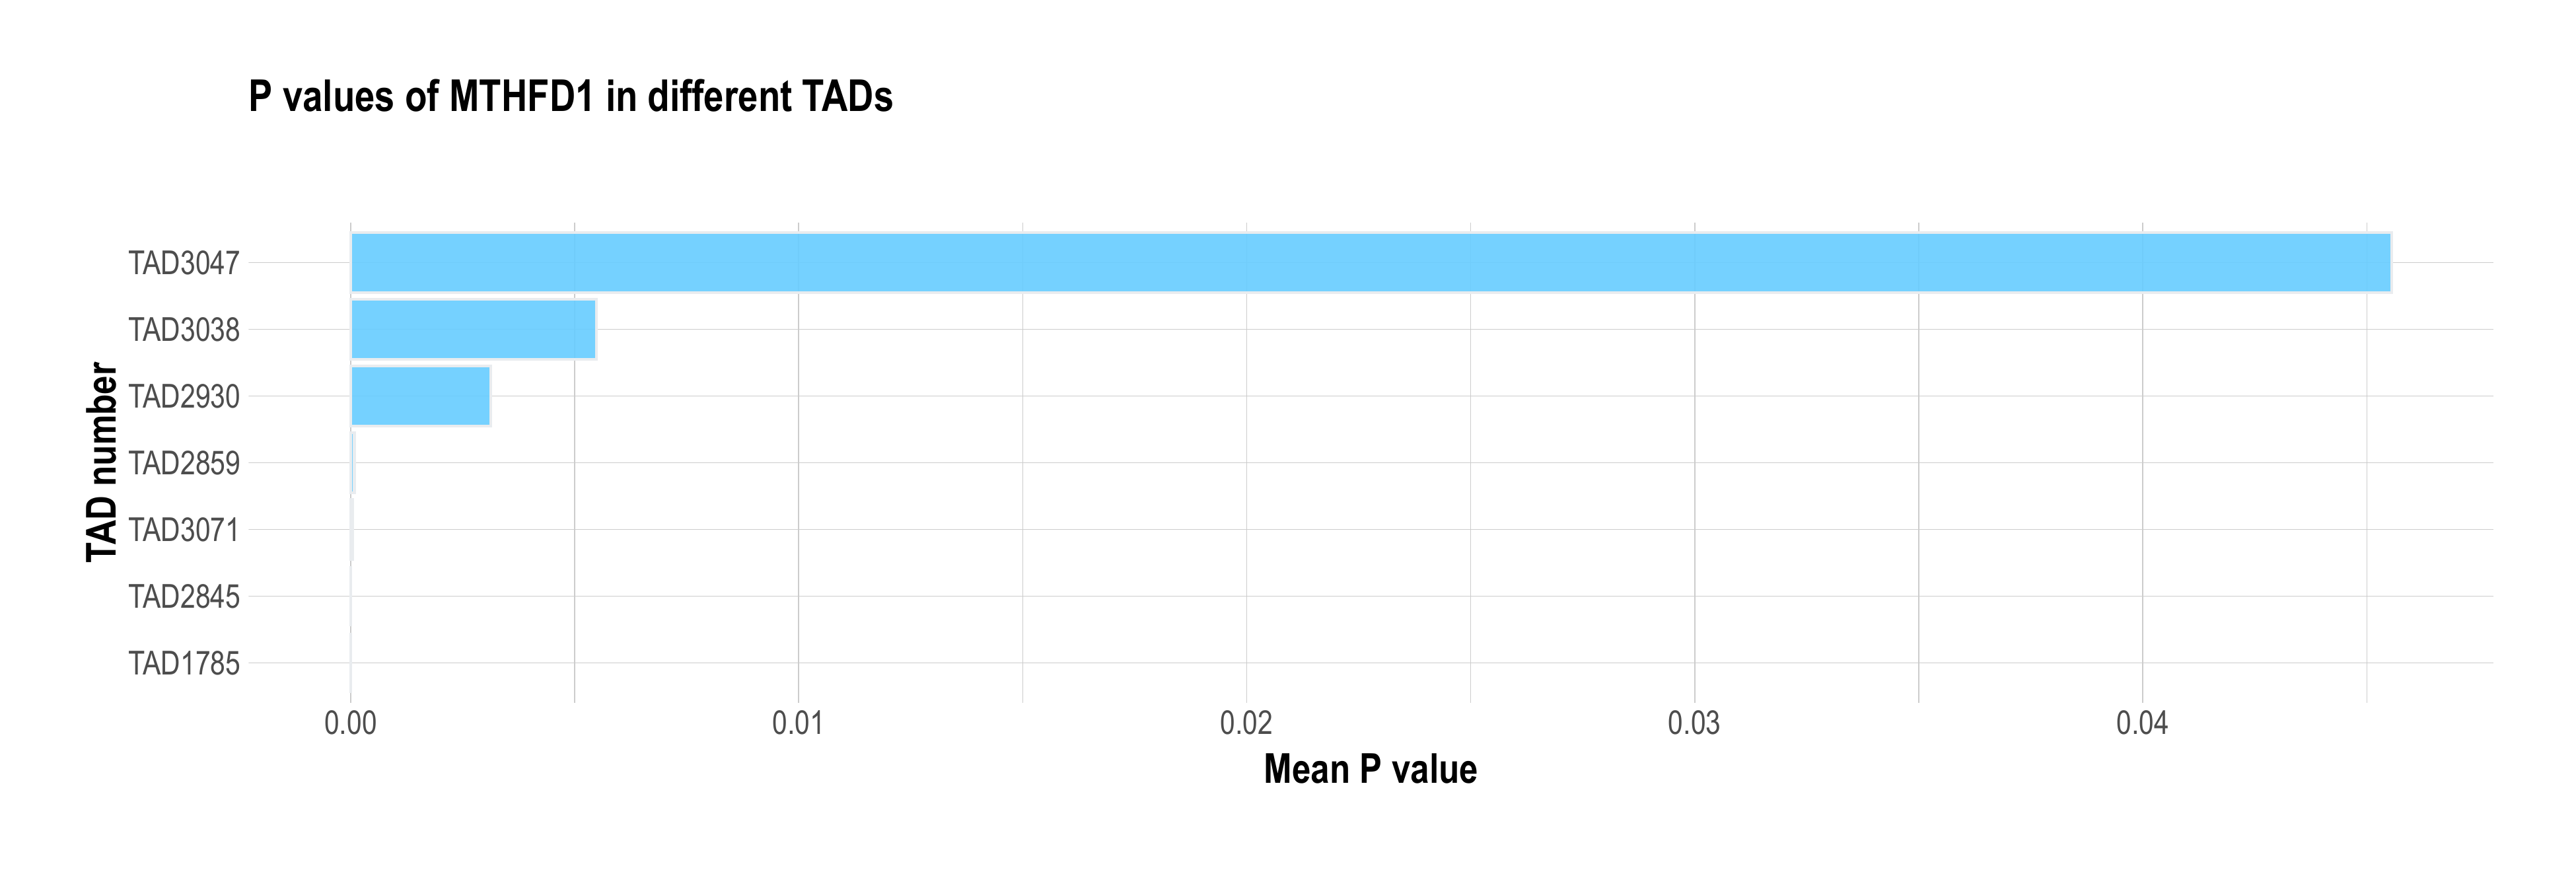 P values of MTHFD1 in different TADs
TAD number
TAD3047
TAD3038
TAD2930
TAD2859
TAD3071
TAD2845
TAD1785
0.00 0.01 0.02 0.03 0.04
Mean P value